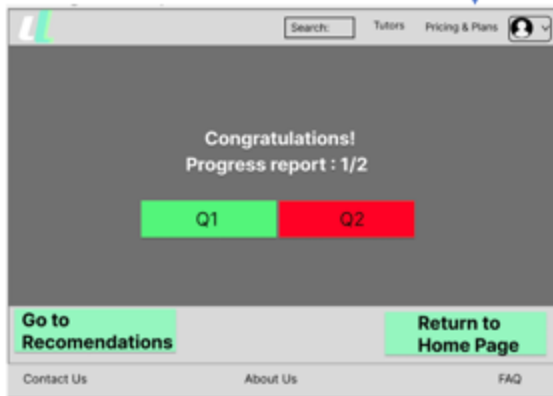 Search: Tutors Pricing & Plans
Congratulations!
Progress report : 1/2
Q1 Q2
Go to
Recomendations
Return to
Home Page
Contact Us About Us FAQ